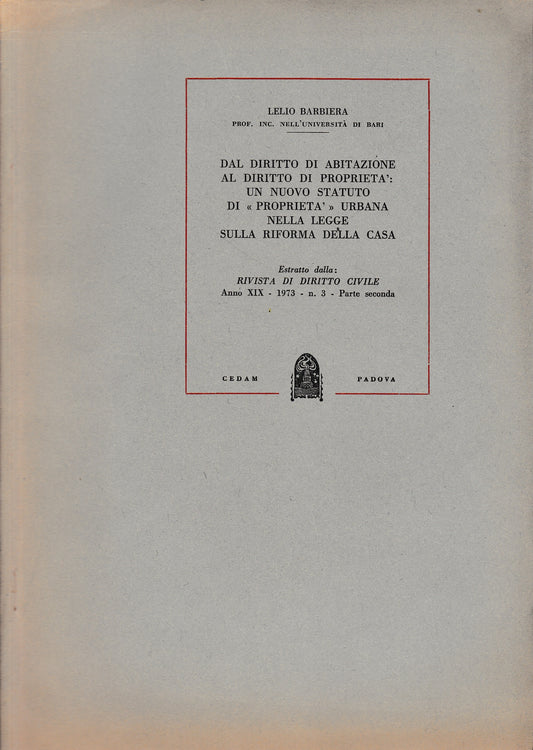 LELIO BARBIERA
PROF. INC. NELL'UNIVERSITÀ DI BARI
DAL DIRITTO DI ABITAZIONE
AL DIRITTO DI PROPRIETA':
UN NUOVO STATUTO
DI « PROPRIETA' » URBANA
NELLA LEGGE
SULLA RIFORMA DELLA CASA
Estratto dalla:
RIVISTA DI DIRITTO CIVILE
Anno XIX - 1973 - n. 3 - Parte seconda
CEDAM PADOVA